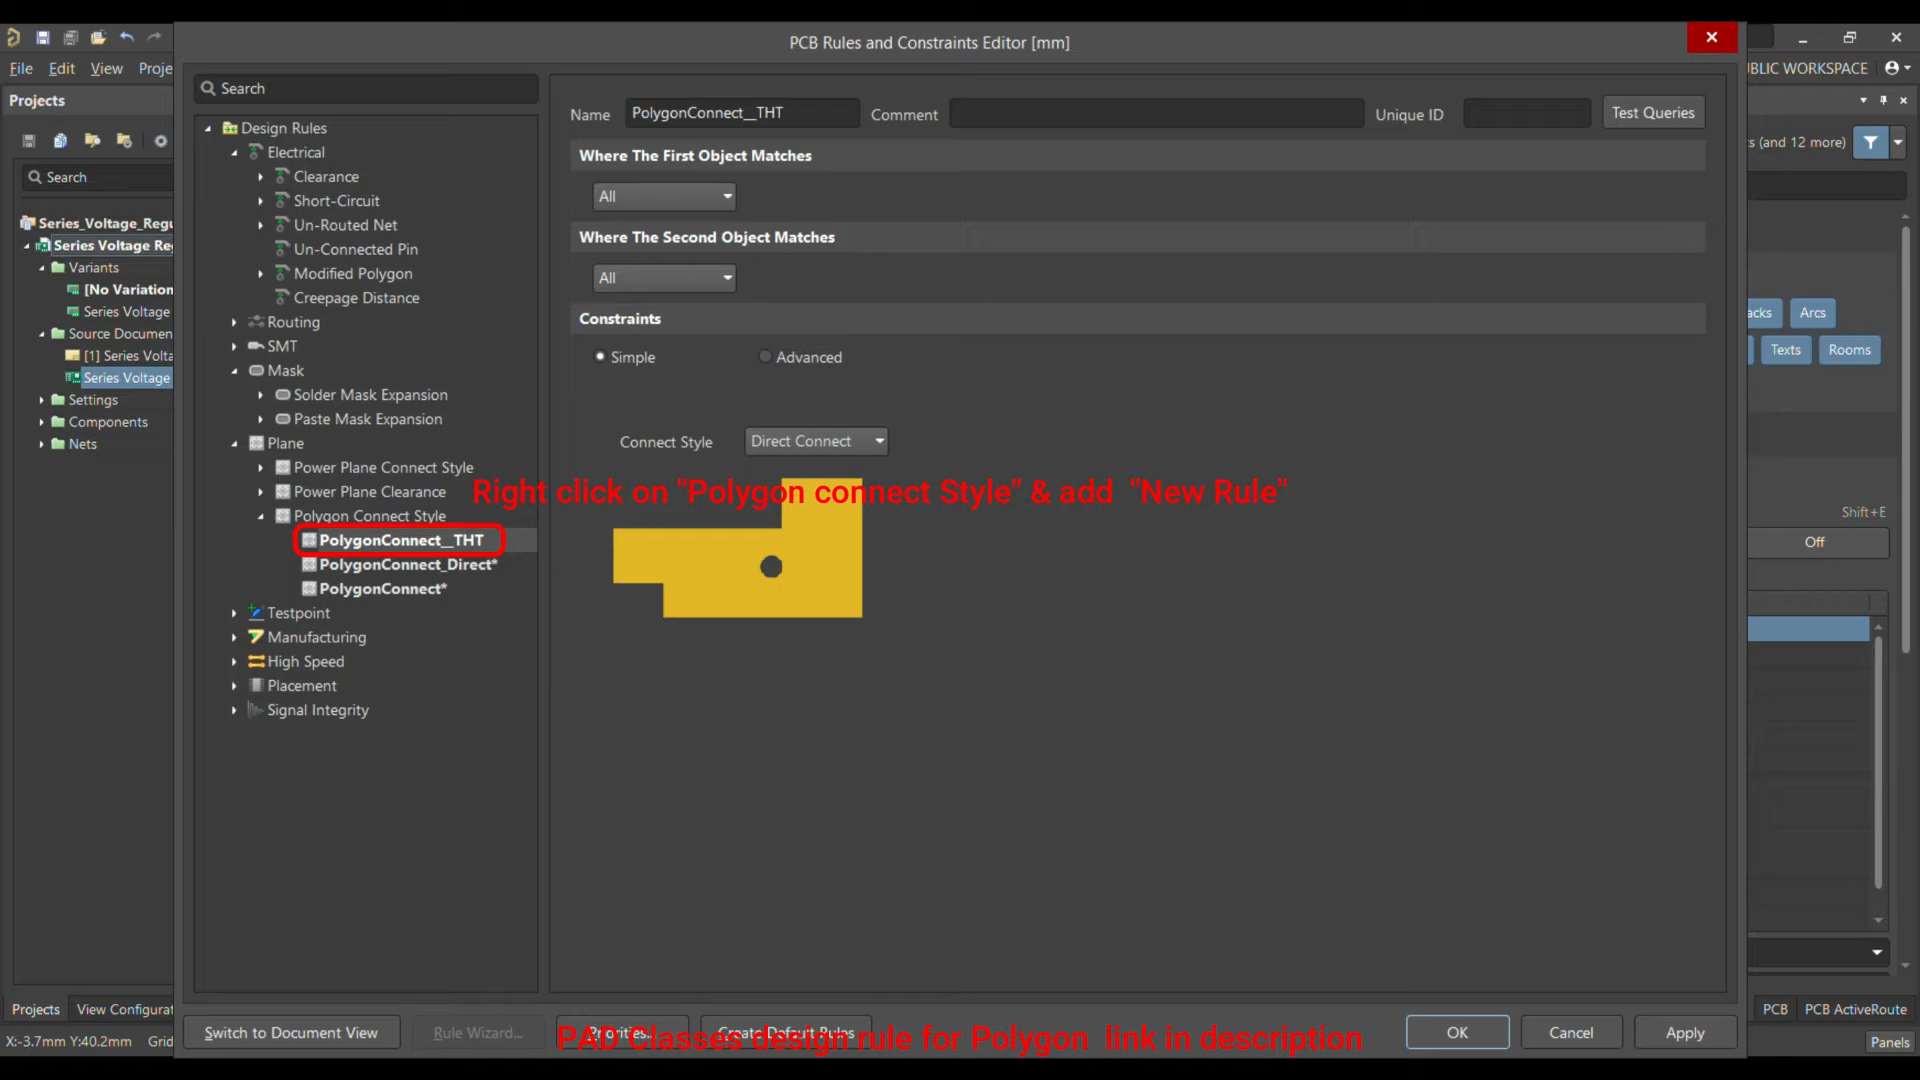 PCB Rules and Constraints Editor [mm]
File Edit View Proje
UBLIC WORKSPACE
Projects
Search
Series_Voltage_Regu
Series Voltage Re
Variants
[No Variation
Series Voltage
Source Documen
[1] Series Volta
Series Voltage
Settings
Components
Nets
Projects View Configurat
X:-3.7mm Y:40.2mm Grid
Search
Design Rules
Electrical
Clearance
Short-Circuit
Un-Routed Net
Un-Connected Pin
Modified Polygon
Creepage Distance
Routing
SMT
Mask
Solder Mask Expansion
Paste Mask Expansion
Plane
Power Plane Connect Style
Power Plane Clearance
Polygon Connect Style
PolygonConnect__THT
PolygonConnect_Direct*
PolygonConnect*
Testpoint
Manufacturing
High Speed
Placement
Signal Integrity
Name PolygonConnect__THT Comment Unique ID Test Queries
Where The First Object Matches
All
Where The Second Object Matches
All
Constraints
Simple Advanced
Connect Style Direct Connect
Right click on "Polygon connect Style" & add "New Rule"
Switch to Document View Rule Wizard... Priorities... Create Default Rules OK Cancel Apply
PAD Classes design rule for Polygon link in description
s (and 12 more)
acks Arcs
Texts Rooms
Shift+E
Off
PCB PCB ActiveRoute
Panels